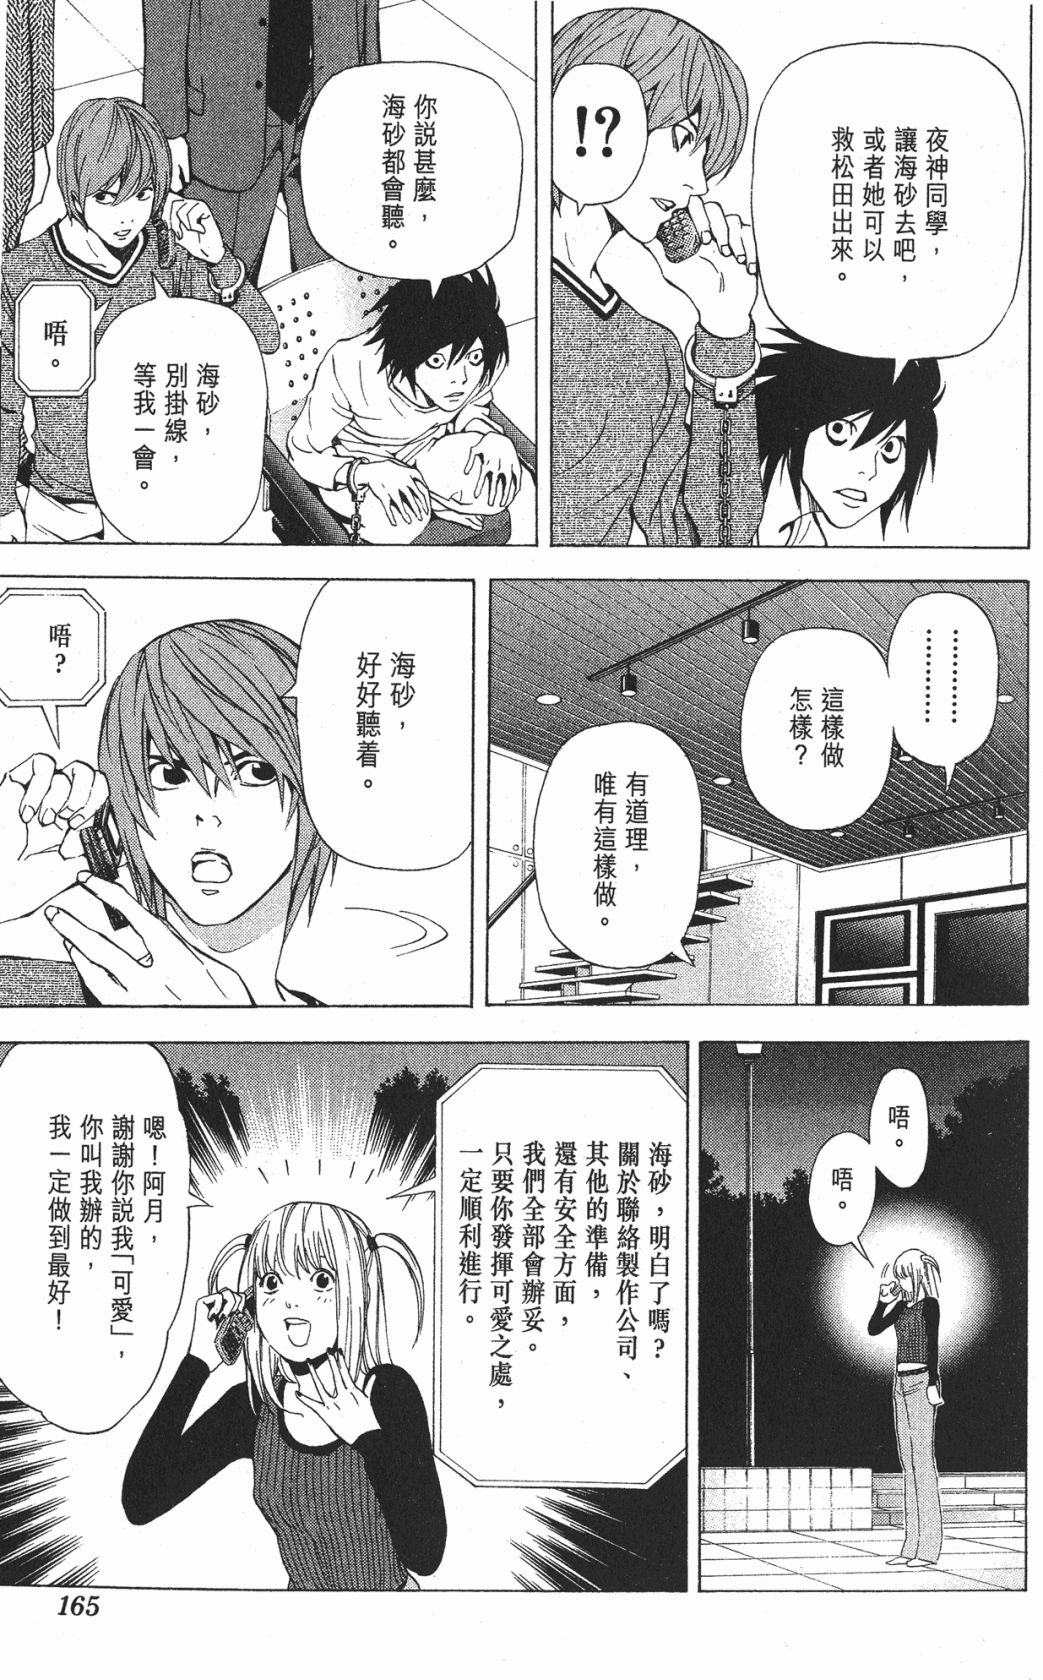 夜神同學，
讓海砂去吧，
或者她可以
救松田出來。
!?
你說甚麼，
海砂都會聽。
海砂，
別掛線，
等我一會。
唔。
…………
…………
這樣做
怎樣？
有道理，
唯有這樣做。
海砂，
好好聽着。
唔？
唔。
唔。
海砂，明白了嗎？
關於聯絡製作公司、
其他的準備，
還有安全方面，
我們全部會辦妥。
只要你發揮可愛之處，
一定順利進行。
嗯！阿月，
謝謝你說我「可愛」，
你叫我辦的，
我一定做到最好！
165